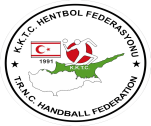 K.K.T.C. HENTBOL FEDERASYONU
1991
K.K.T.C.
T.R.N.C. HANDBALL FEDERATION